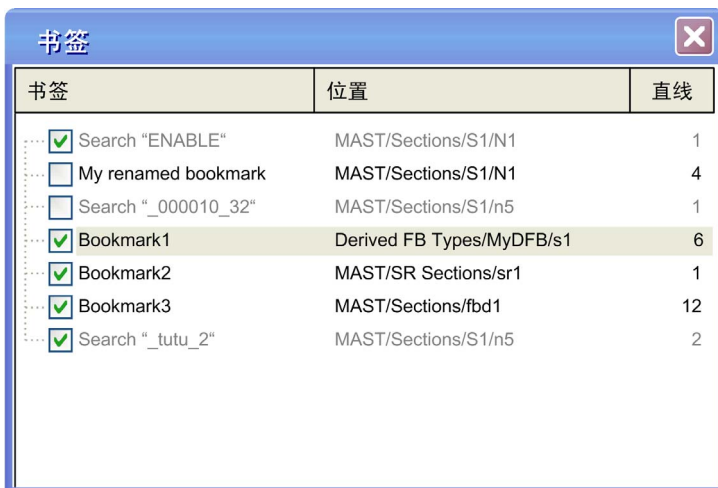 书签
书签 位置 直线
Search “ENABLE“ MAST/Sections/S1/N1 1
My renamed bookmark MAST/Sections/S1/N1 4
Search “_000010_32“ MAST/Sections/S1/n5 1
Bookmark1 Derived FB Types/MyDFB/s1 6
Bookmark2 MAST/SR Sections/sr1 1
Bookmark3 MAST/Sections/fbd1 12
Search “_tutu_2“ MAST/Sections/S1/n5 2